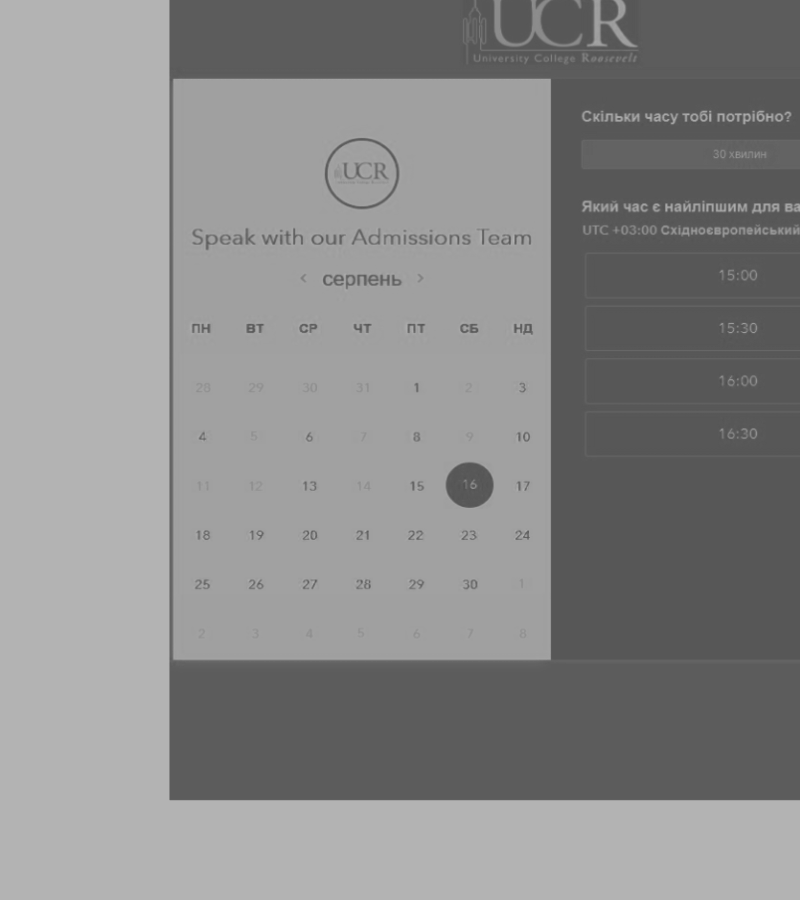 UCR
University College Roosevelt
UCR
Speak with our Admissions Team
< серпень >
ПН ВТ СР ЧТ ПТ СБ НД
28 29 30 31 1 2 3
4 5 6 7 8 9 10
11 12 13 14 15 16 17
18 19 20 21 22 23 24
25 26 27 28 29 30 1
2 3 4 5 6 7 8
Скільки часу тобі потрібно?
30 хвилин
Який час є найліпшим для ва
UTC +03:00 Східноєвропейський
15:00
15:30
16:00
16:30